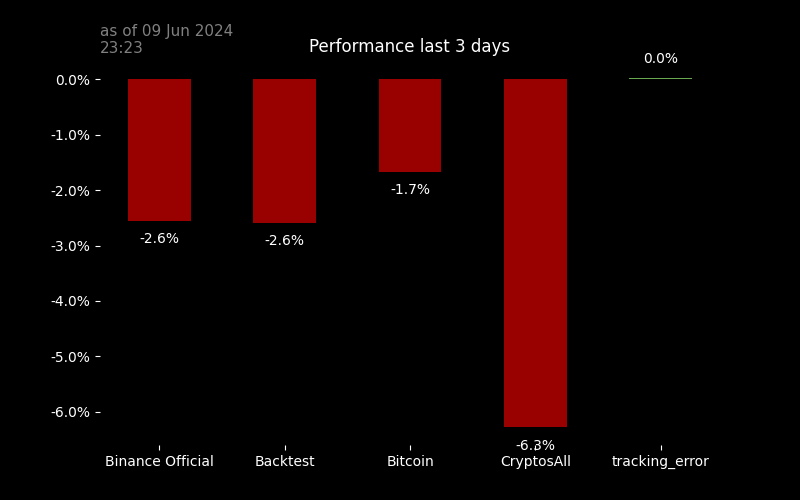 as of 09 Jun 2024
23:23
Performance last 3 days
0.0%
0.0%
-1.0%
-2.0%
-3.0%
-4.0%
-5.0%
-6.0%
-2.6%
-2.6%
-1.7%
-6.3%
Binance Official
Backtest
Bitcoin
CryptosAll
tracking_error